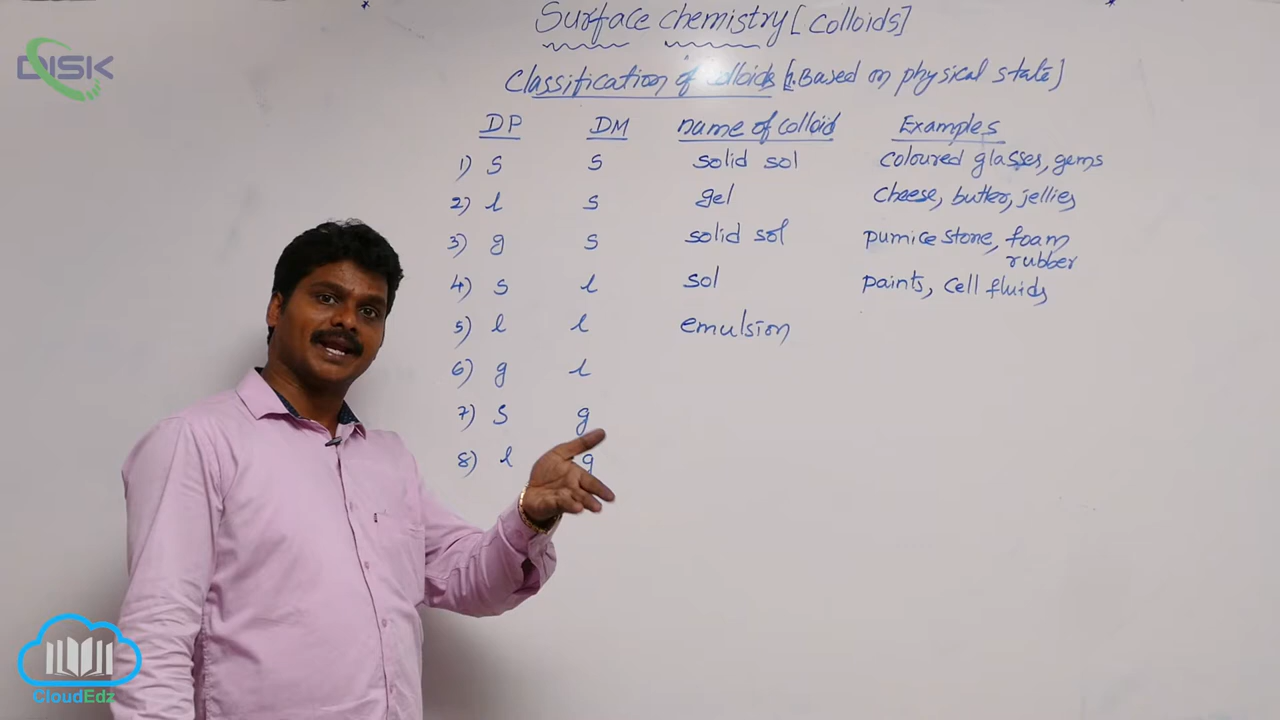 DISK
Surface chemistry [colloids]
Classification of colloids [1. Based on physical state]
DP DM name of colloid Examples
1) s s solid sol coloured glasses, gems
2) l s gel cheese, butter, jellies
3) g s solid sol pumice stone, foam
rubber
4) s l sol paints, cell fluids
5) l l emulsion
6) g l
7) s g
8) l g
CloudEdz